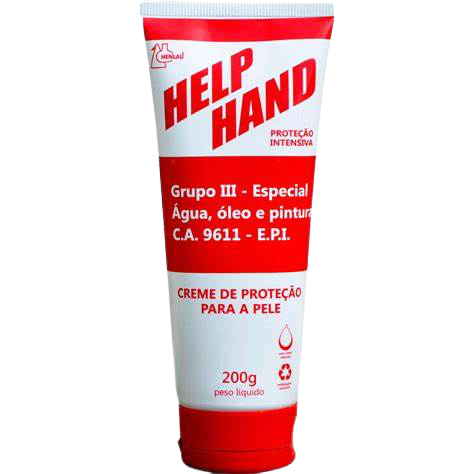 HENLAU
HELP
HAND
PROTEÇÃO
INTENSIVA
Grupo III - Especial
Água, óleo e pintura
C.A. 9611 - E.P.I.
CREME DE PROTEÇÃO
PARA A PELE
200g
peso líquido